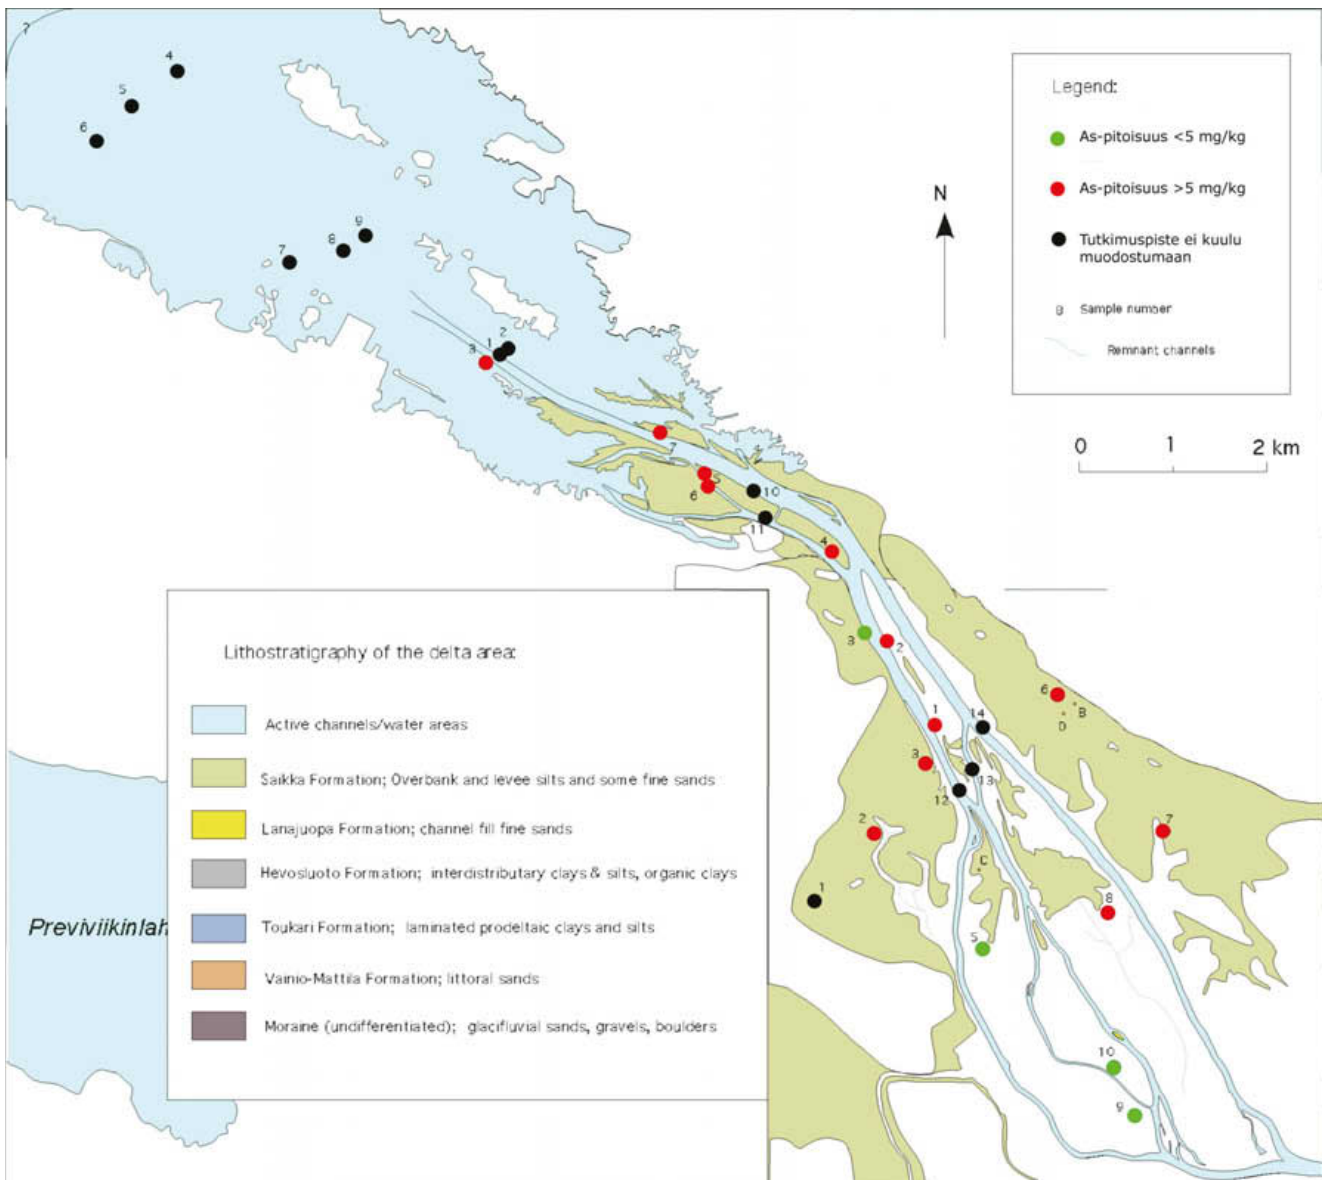 ?
4
5
6
9
8
7
2
1
3
7
5
6
10
11
4
3
2
1
14
3
13
12
2
1
C
5
6
B
D
7
8
10
9
N
0 1 2 km
Legend:
As-pitoisuus <5 mg/kg
As-pitoisuus >5 mg/kg
Tutkimuspiste ei kuulu
muodostumaan
8 Sample number
Remnant channels
Lithostratigraphy of the delta area:
Active channels/water areas
Saikka Formation; Overbank and levee silts and some fine sands
Lanajuopa Formation; channel fill fine sands
Hevosluoto Formation; interdistributary clays & silts, organic clays
Toukari Formation; laminated prodeltaic clays and silts
Vainio-Mattila Formation; littoral sands
Moraine (undifferentiated); glacifluvial sands, gravels, boulders
Previviikinlah